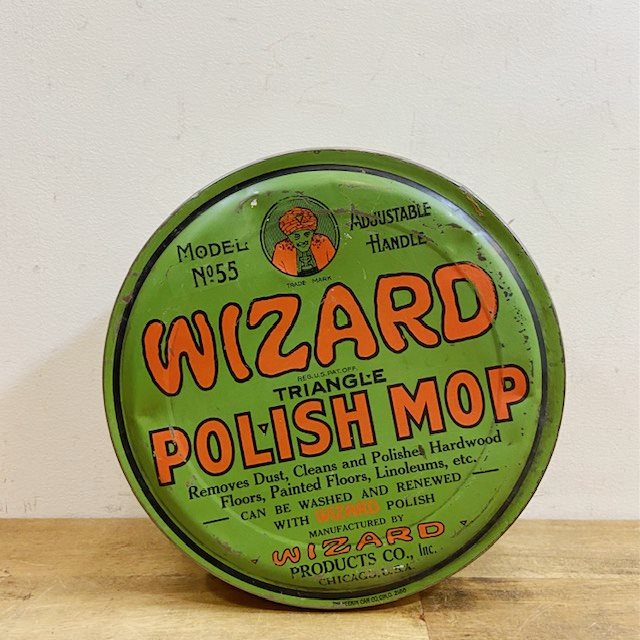 MODEL
ADJUSTABLE
Nº 55
HANDLE
TRADE MARK
WIZARD
REG. U.S. PAT. OFF.
TRIANGLE
POLISH MOP
Removes Dust, Cleans and Polishes Hardwood
Floors, Painted Floors, Linoleums, etc.
CAN BE WASHED AND RENEWED
WITH WIZARD POLISH
MANUFACTURED BY
WIZARD
PRODUCTS CO., Inc.
CHICAGO, U.S.A.